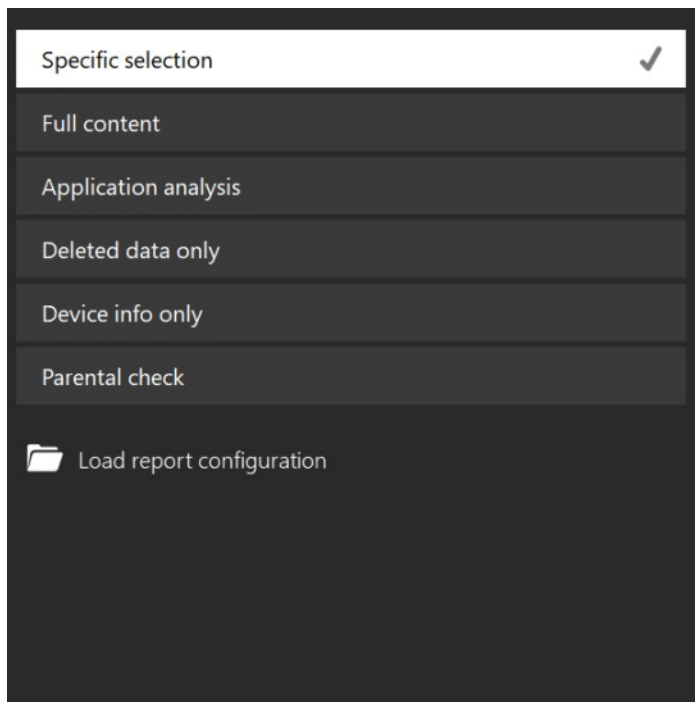 Specific selection
Full content
Application analysis
Deleted data only
Device info only
Parental check
Load report configuration